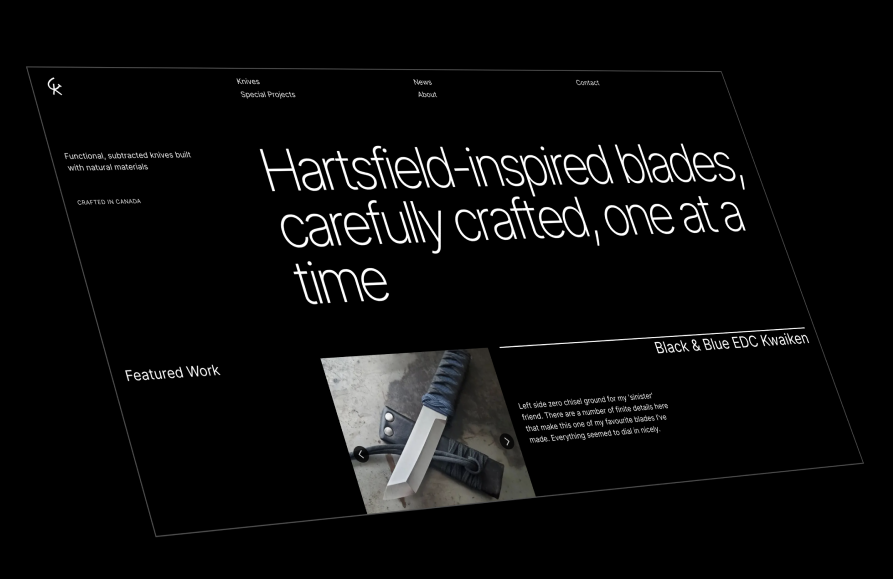 CK
Knives
Special Projects
News
About
Contact
Functional, subtracted knives built
with natural materials
CRAFTED IN CANADA
Hartsfield-inspired blades,
carefully crafted, one at a
time
Featured Work
Black & Blue EDC Kwaiken
Left side zero chisel ground for my 'sinister'
friend. There are a number of finite details here
that make this one of my favourite blades I've
made. Everything seemed to dial in nicely.